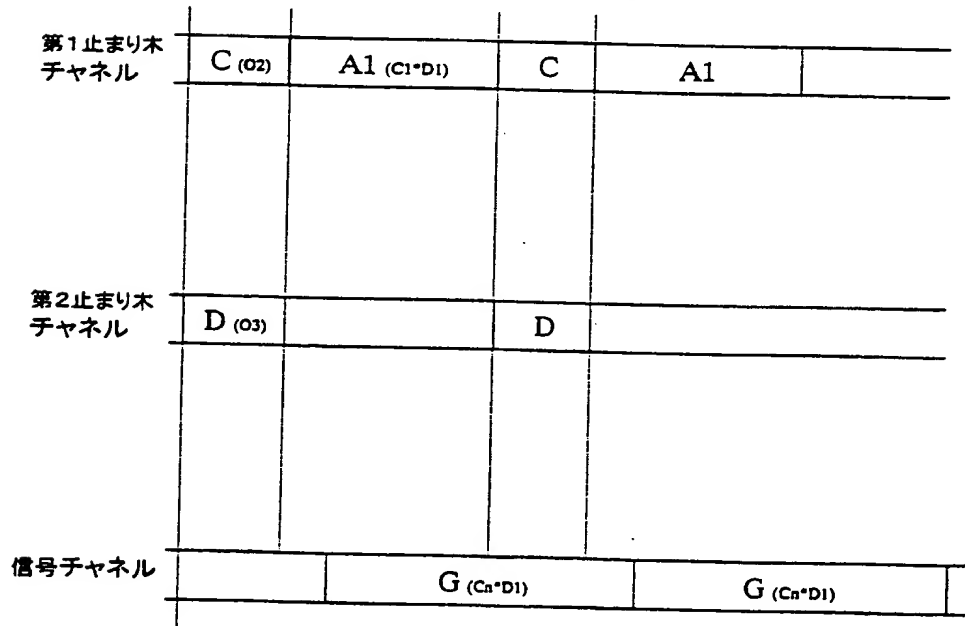 第1止まり木
チャネル
C (O2)
A1 (C1*D1)
C
A1
第2止まり木
チャネル
D (O3)
D
信号チャネル
G (Cn*D1)
G (Cn*D1)